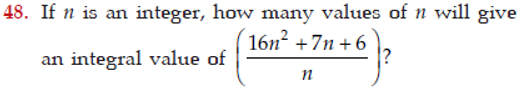 48. If n is an integer, how many values of n will give
an integral value of (16n² + 7n + 6 / n)?